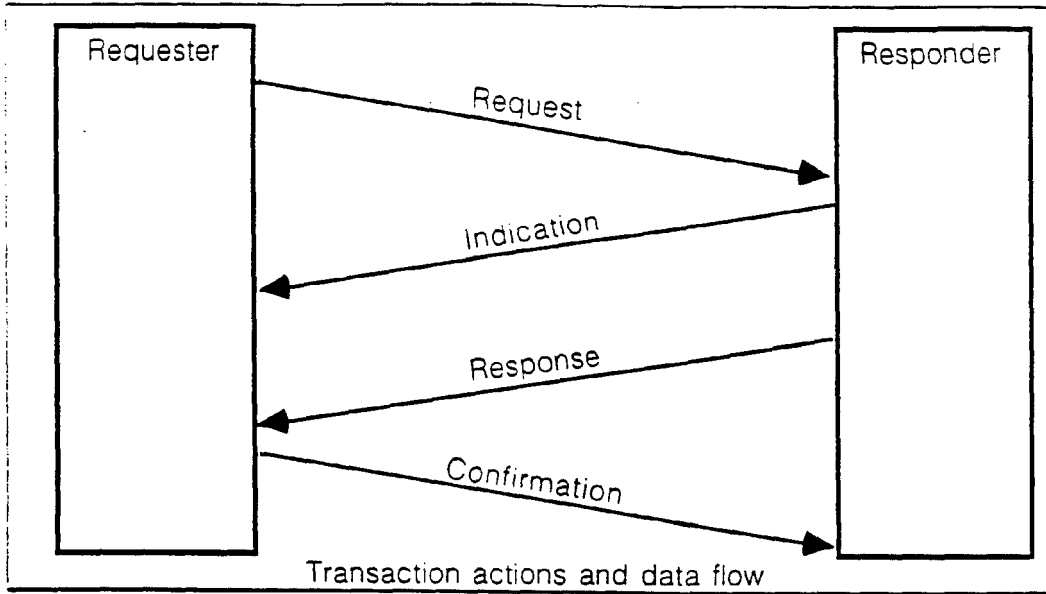 Requester
Responder
Request
Indication
Response
Confirmation
Transaction actions and data flow